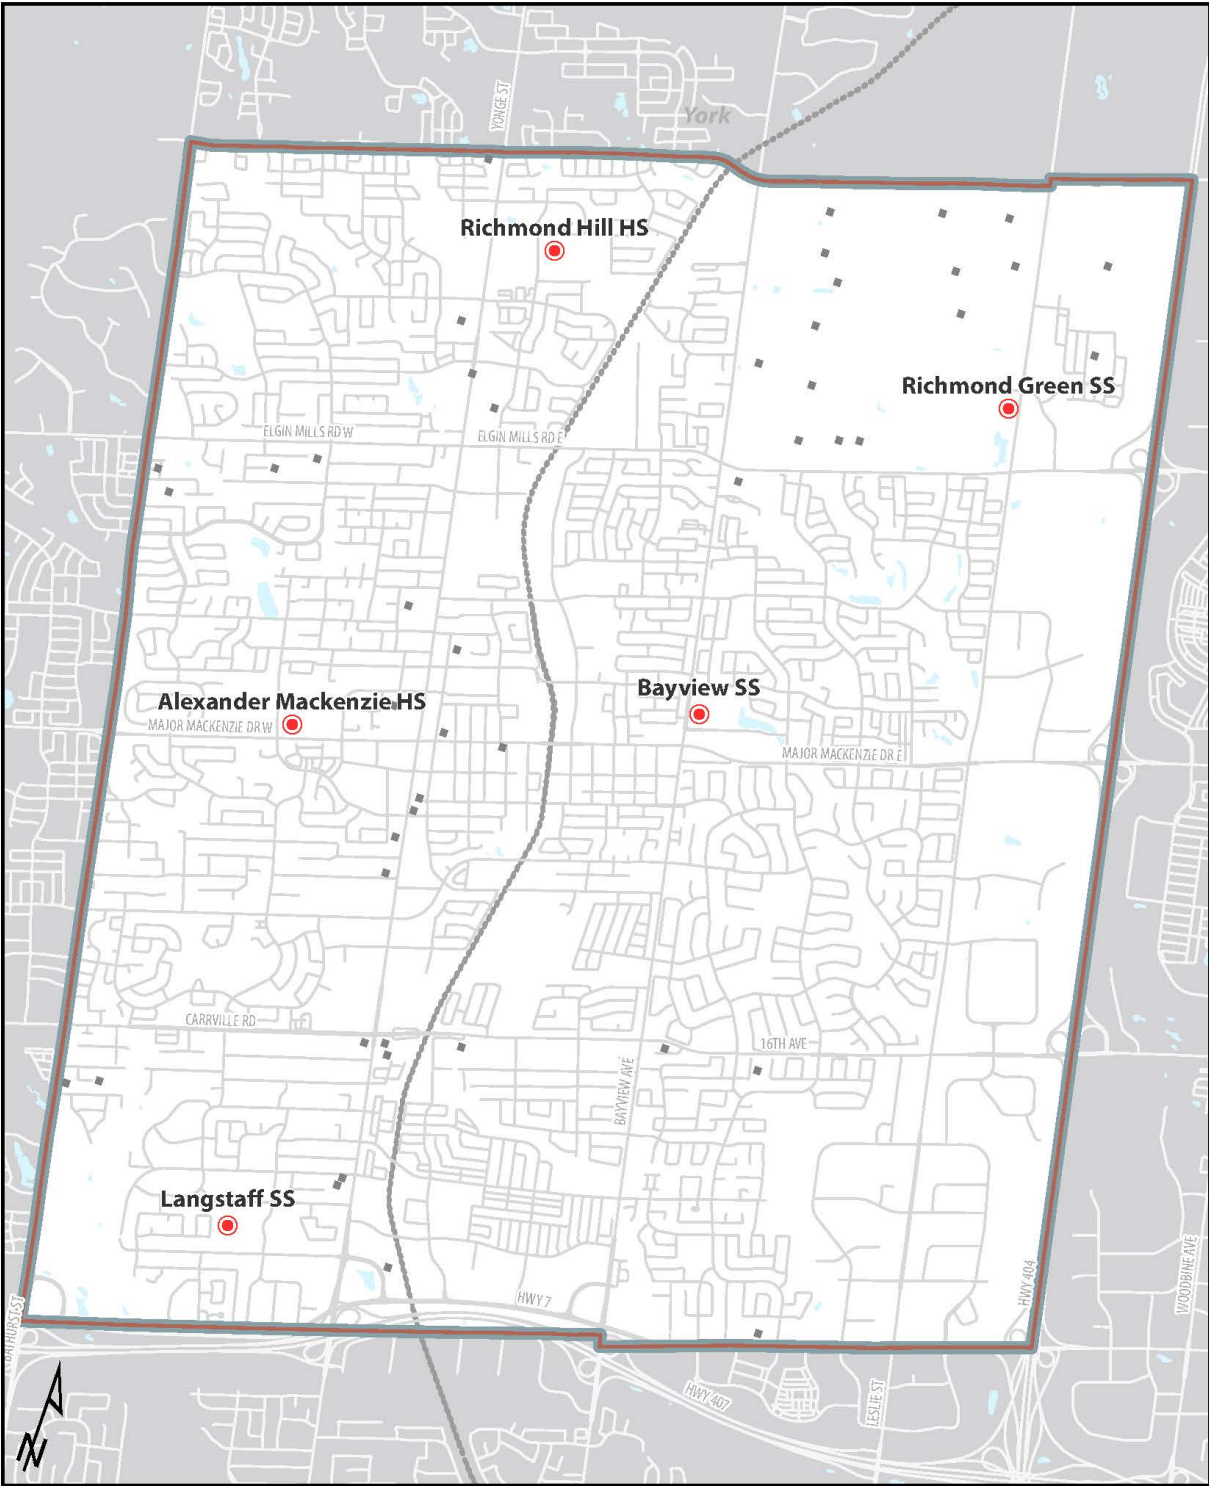 YONGE ST
York
Richmond Hill HS
Richmond Green SS
ELGIN MILLS RD W
ELGIN MILLS RD E
Bayview SS
Alexander Mackenzie HS
MAJOR MACKENZIE DR W
MAJOR MACKENZIE DR E
CARRVILLE RD
16TH AVE
BAYVIEW AVE
Langstaff SS
WOODBINE AVE
HWY 404
HWY 7
BATHURST ST
HWY 407
LESLIE ST
N